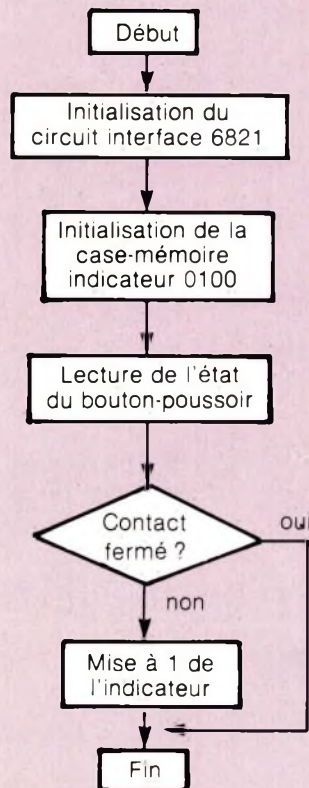 Début
Initialisation du
circuit interface 6821
Initialisation de la
case-mémoire
indicateur 0100
Lecture de l'état
du bouton-poussoir
Contact
fermé ?
oui
non
Mise à 1 de
l'indicateur
Fin